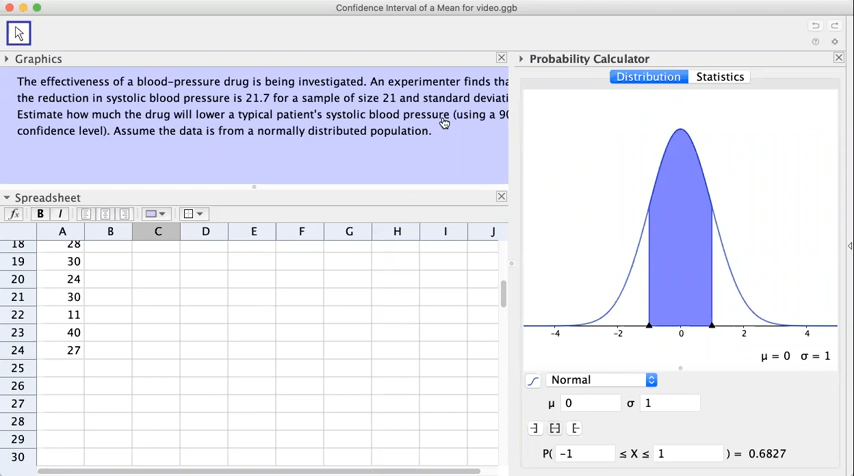 Confidence Interval of a Mean for video.ggb
Graphics
The effectiveness of a blood-pressure drug is being investigated. An experimenter finds
the reduction in systolic blood pressure is 21.7 for a sample of size 21 and standard
Estimate how much the drug will lower a typical patient's systolic blood pressure (using a
confidence level). Assume the data is from a normally distributed population.
Spreadsheet
fx B I
A B C D E F G H I J
18 28
19 30
20 24
21 30
22 11
23 40
24 27
25
26
27
28
29
30
Probability Calculator
Distribution Statistics
-4 -2 0 2 4
μ = 0 σ = 1
Normal
μ 0 σ 1
P( -1 ≤ X ≤ 1 ) = 0.6827